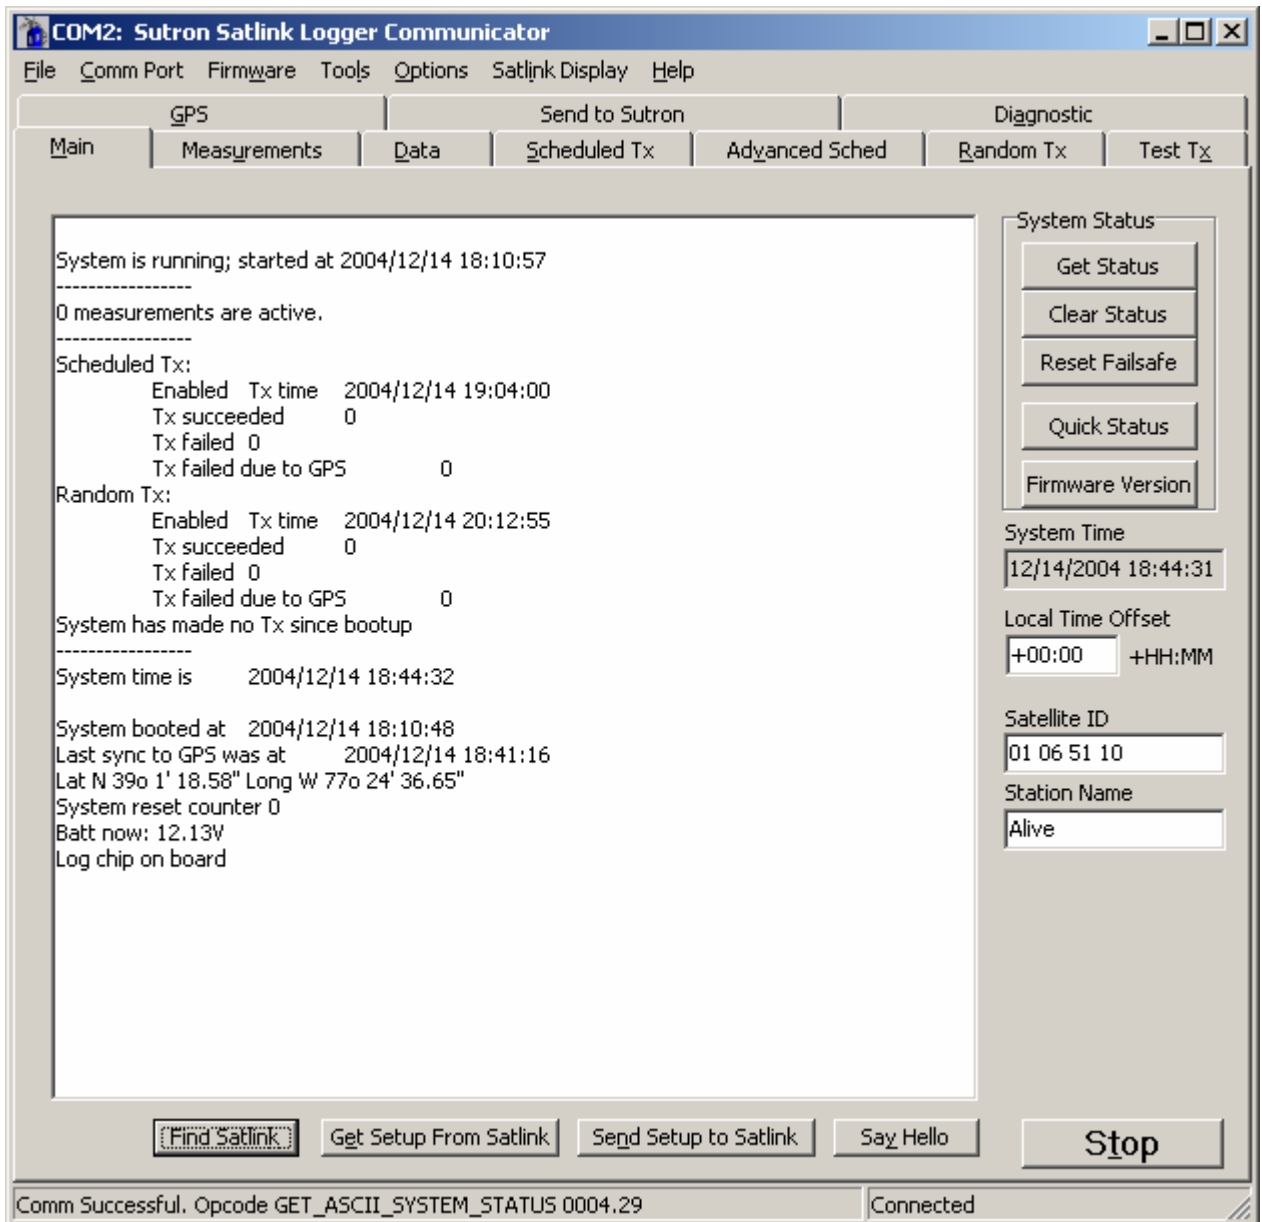 COM2: Sutron Satlink Logger Communicator
File Comm Port Firmware Tools Options Satlink Display Help
GPS Send to Sutron Diagnostic
Main Measurements Data Scheduled Tx Advanced Sched Random Tx Test Tx
System is running; started at 2004/12/14 18:10:57
-----------------
0 measurements are active.
-----------------
Scheduled Tx:
Enabled Tx time 2004/12/14 19:04:00
Tx succeeded 0
Tx failed 0
Tx failed due to GPS 0
Random Tx:
Enabled Tx time 2004/12/14 20:12:55
Tx succeeded 0
Tx failed 0
Tx failed due to GPS 0
System has made no Tx since bootup
-----------------
System time is 2004/12/14 18:44:32
System booted at 2004/12/14 18:10:48
Last sync to GPS was at 2004/12/14 18:41:16
Lat N 39o 1' 18.58" Long W 77o 24' 36.65"
System reset counter 0
Batt now: 12.13V
Log chip on board
System Status
Get Status
Clear Status
Reset Failsafe
Quick Status
Firmware Version
System Time
12/14/2004 18:44:31
Local Time Offset
+00:00 +HH:MM
Satellite ID
01 06 51 10
Station Name
Alive
Find Satlink Get Setup From Satlink Send Setup to Satlink Say Hello Stop
Comm Successful. Opcode GET_ASCII_SYSTEM_STATUS 0004.29 Connected